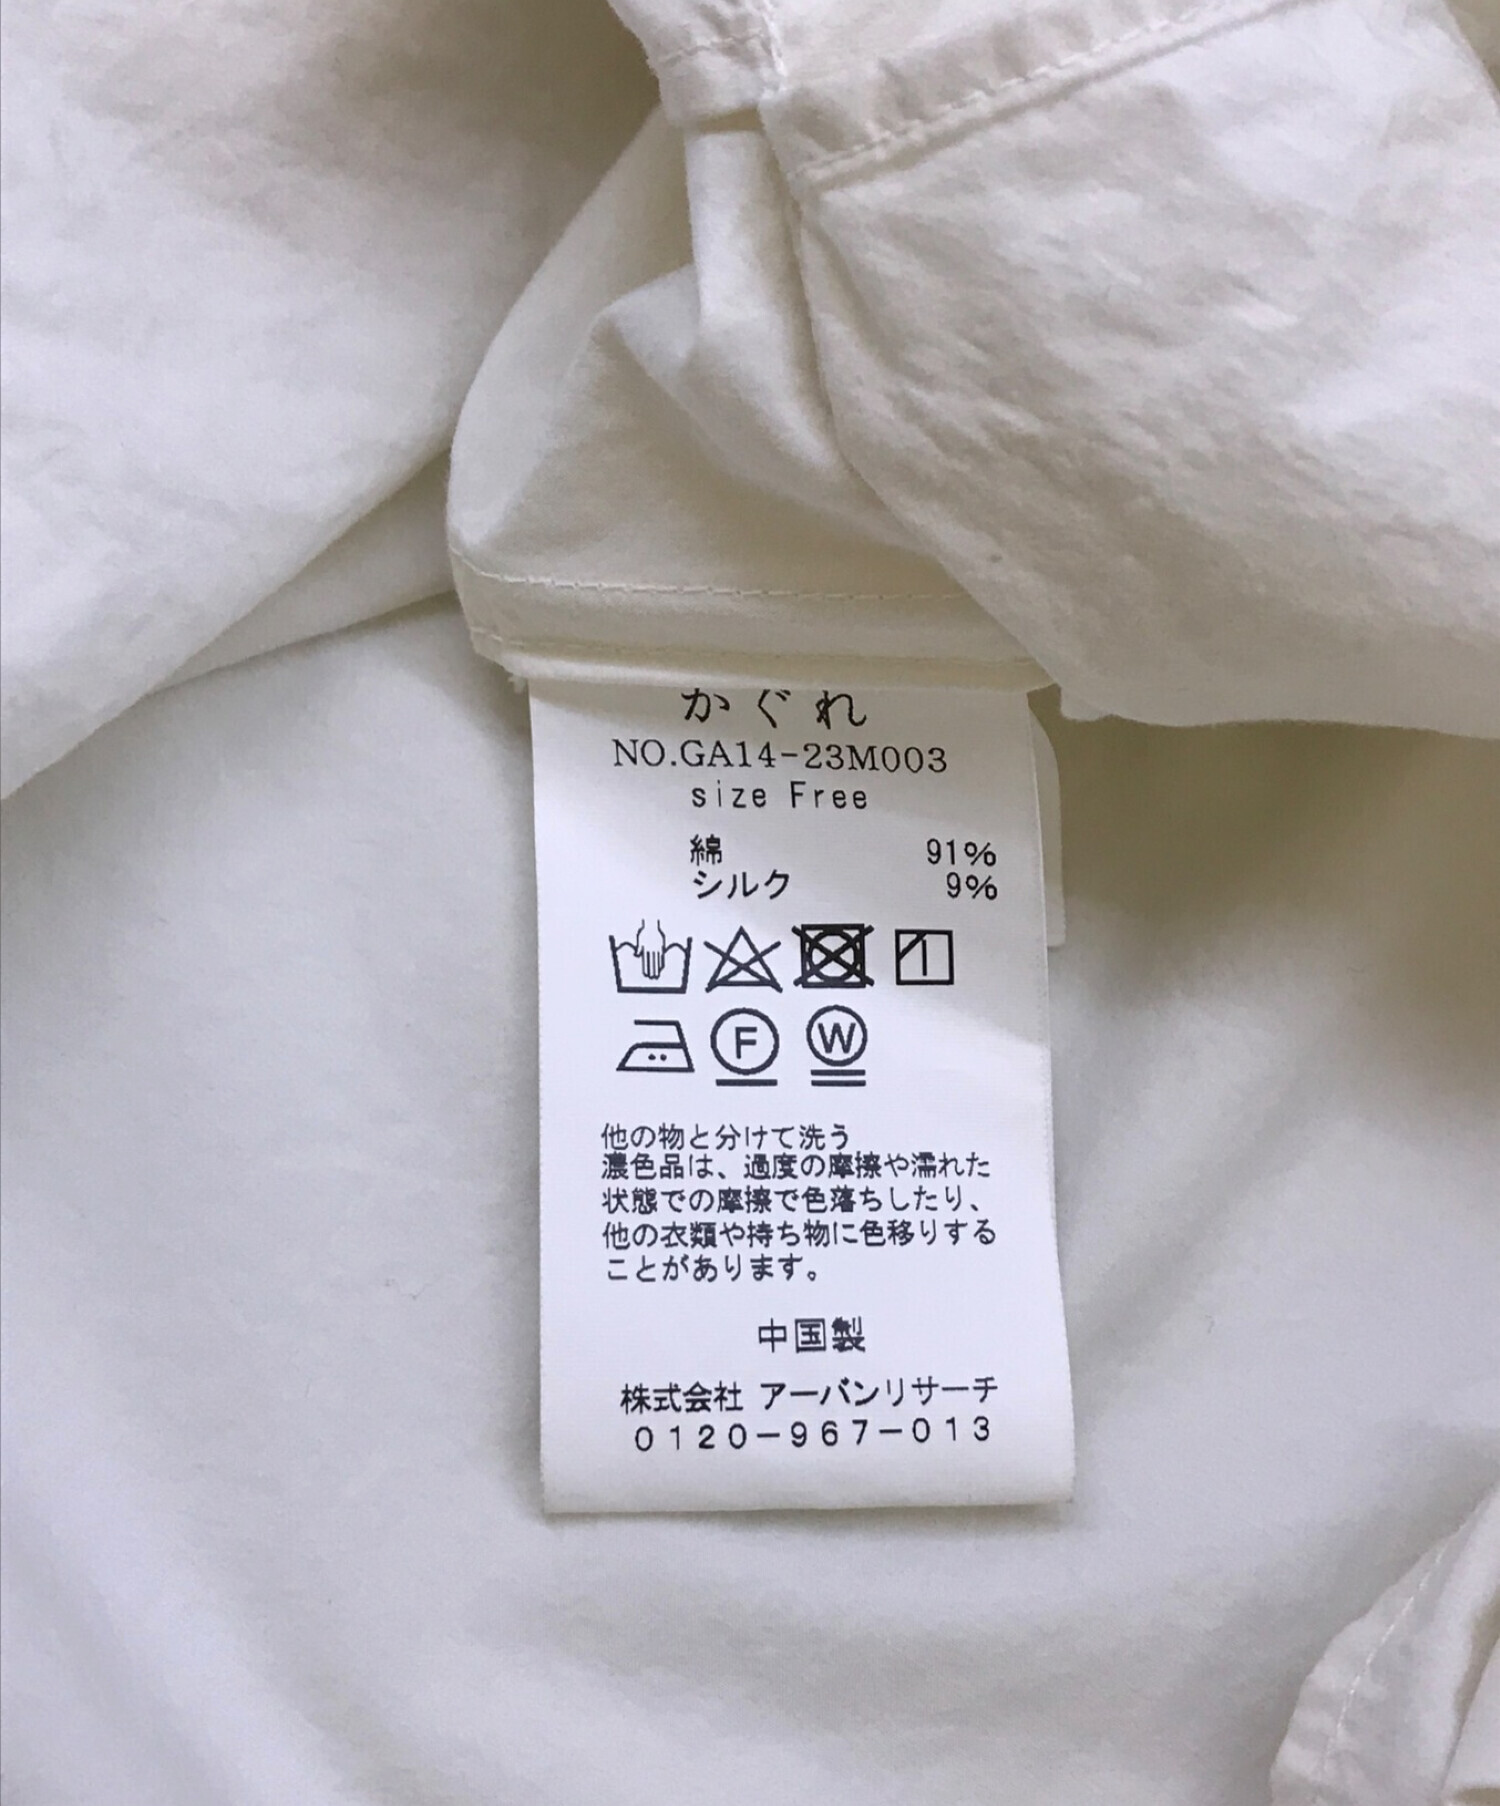 かぐれ
NO.GA14-23M003
size Free
綿 91%
シルク 9%
F W
他の物と分けて洗う
濃色品は、過度の摩擦や濡れた
状態での摩擦で色落ちしたり、
他の衣類や持ち物に色移りする
ことがあります。
中国製
株式会社 アーバンリサーチ
0120-967-013